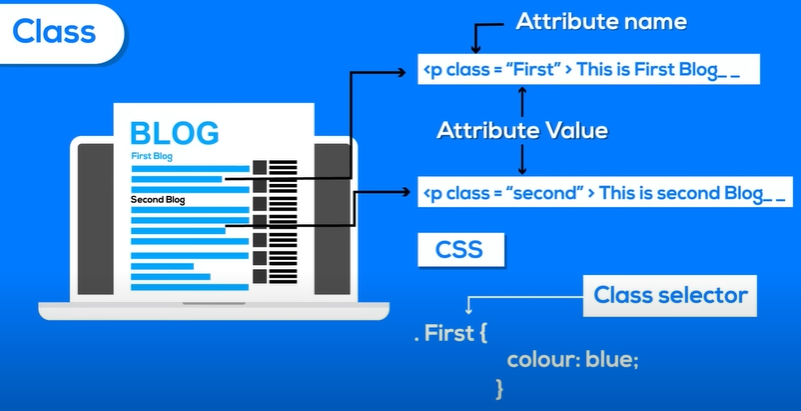 Class
Attribute name
<p class = “First” > This is First Blog_ _
Attribute Value
<p class = “second” > This is second Blog_ _
BLOG
First Blog
Second Blog
CSS
Class selector
. First {
colour: blue;
}